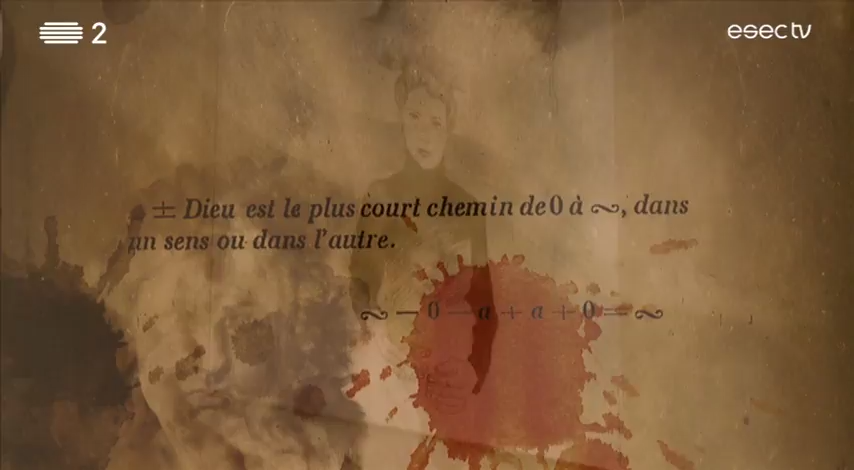 2
esec tv
± Dieu est le plus court chemin de 0 à ∾, dans
un sens ou dans l'autre.
∾ — 0 — a + a + 0 = ∾